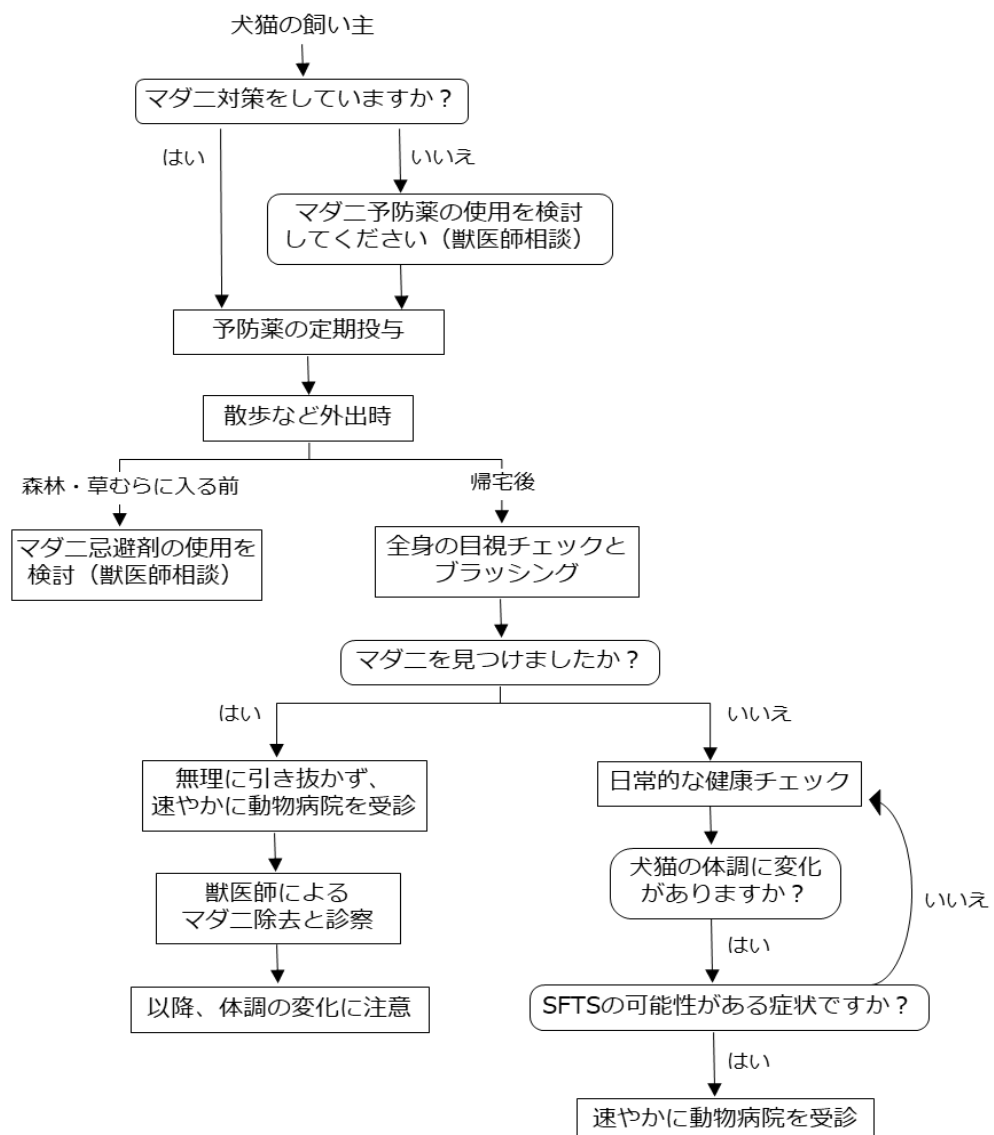 犬猫の飼い主
マダニ対策をしていますか？
はい
いいえ
マダニ予防薬の使用を検討
してください（獣医師相談）
予防薬の定期投与
散歩など外出時
森林・草むらに入る前
帰宅後
マダニ忌避剤の使用を
検討（獣医師相談）
全身の目視チェックと
ブラッシング
マダニを見つけましたか？
はい
いいえ
無理に引き抜かず、
速やかに動物病院を受診
日常的な健康チェック
獣医師による
マダニ除去と診察
犬猫の体調に変化
がありますか？
いいえ
はい
以降、体調の変化に注意
SFTSの可能性がある症状ですか？
はい
速やかに動物病院を受診